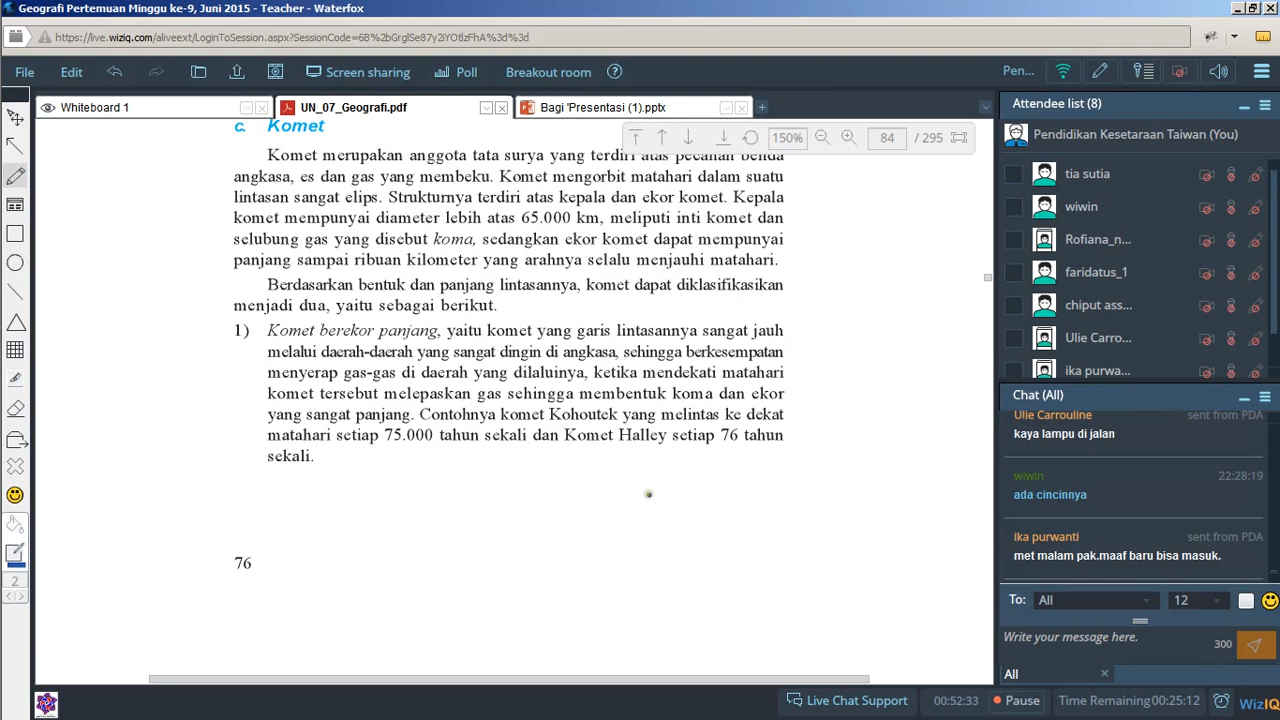 Geografi Pertemuan Minggu ke-9, Juni 2015 - Teacher - Waterfox
https://live.wiziq.com/aliveext/LoginToSession.aspx?SessionCode=6B%2bGrglSe87y2iYOtlzFhA%3d%3d
File Edit Screen sharing Poll Breakout room Pen...
Whiteboard 1 UN_07_Geografi.pdf Bagi 'Presentasi (1).pptx
150% 84 / 295
c. Komet
Komet merupakan anggota tata surya yang terdiri atas pecahan benda
angkasa, es dan gas yang membeku. Komet mengorbit matahari dalam suatu
lintasan sangat elips. Strukturnya terdiri atas kepala dan ekor komet. Kepala
komet mempunyai diameter lebih atas 65.000 km, meliputi inti komet dan
selubung gas yang disebut koma, sedangkan ekor komet dapat mempunyai
panjang sampai ribuan kilometer yang arahnya selalu menjauhi matahari.
Berdasarkan bentuk dan panjang lintasannya, komet dapat diklasifikasikan
menjadi dua, yaitu sebagai berikut.
1) Komet berekor panjang, yaitu komet yang garis lintasannya sangat jauh
melalui daerah-daerah yang sangat dingin di angkasa, sehingga berkesempatan
menyerap gas-gas di daerah yang dilaluinya, ketika mendekati matahari
komet tersebut melepaskan gas sehingga membentuk koma dan ekor
yang sangat panjang. Contohnya komet Kohoutek yang melintas ke dekat
matahari setiap 75.000 tahun sekali dan Komet Halley setiap 76 tahun
sekali.
76
2
Attendee list (8)
Pendidikan Kesetaraan Taiwan (You)
tia sutia
wiwin
Rofiana_n...
faridatus_1
chiput ass...
Ulie Carro...
ika purwa...
Chat (All)
Ulie Carrouline sent from PDA
kaya lampu di jalan
wiwin 22:28:19
ada cincinnya
ika purwanti sent from PDA
met malam pak.maaf baru bisa masuk.
To: All 12
Write your message here. 300
All
Live Chat Support 00:52:33 Pause Time Remaining 00:25:12 WizIQ